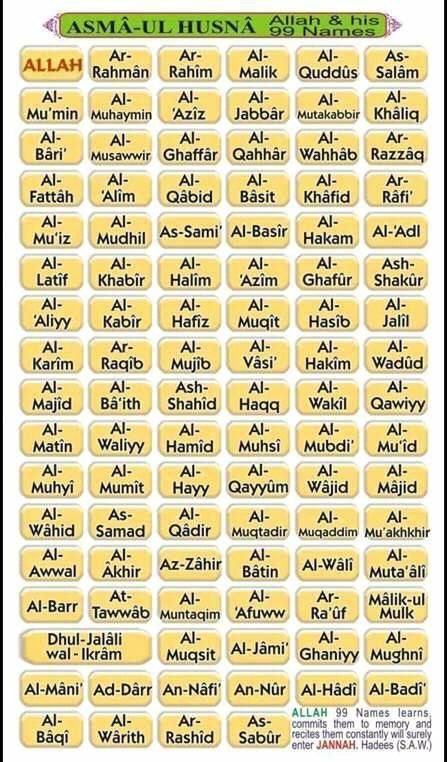 ASMÂ-UL HUSNÂ Allah & his 99 Names
ALLAH Ar-Rahmân Ar-Rahîm Al-Malik Al-Quddûs As-Salâm
Al-Mu'min Al-Muhaymin Al-'Azîz Al-Jabbâr Al-Mutakabbir Al-Khâliq
Al-Bâri' Al-Musawwir Al-Ghaffâr Al-Qahhâr Al-Wahhâb Ar-Razzâq
Al-Fattâh Al-'Alîm Al-Qâbid Al-Bâsit Al-Khâfid Ar-Râfi'
Al-Mu'iz Al-Mudhil As-Sami' Al-Basîr Al-Hakam Al-'Adl
Al-Latîf Al-Khabîr Al-Halîm Al-'Azîm Al-Ghafûr Ash-Shakûr
Al-'Aliyy Al-Kabîr Al-Hafîz Al-Muqît Al-Hasîb Al-Jalîl
Al-Karîm Ar-Raqîb Al-Mujîb Al-Vâsi' Al-Hakîm Al-Wadûd
Al-Majîd Al-Bâ'ith Ash-Shahîd Al-Haqq Al-Wakîl Al-Qawiyy
Al-Matîn Al-Waliyy Al-Hamîd Al-Muhsî Al-Mubdi' Al-Mu'îd
Al-Muhyî Al-Mumît Al-Hayy Al-Qayyûm Al-Wâjid Al-Mâjid
Al-Wâhid As-Samad Al-Qâdir Al-Muqtadir Al-Muqaddim Al-Mu'akhkhir
Al-Awwal Al-Âkhir Az-Zâhir Al-Bâtin Al-Wâlî Al-Muta'âlî
Al-Barr At-Tawwâb Al-Muntaqim Al-'Afuww Ar-Ra'ûf Mâlik-ul Mulk
Dhul-Jalâli wal-Ikrâm Al-Muqsit Al-Jâmi' Al-Ghaniyy Al-Mughnî
Al-Mâni' Ad-Dârr An-Nâfi' An-Nûr Al-Hâdî Al-Badî'
Al-Bâqî Al-Wârith Ar-Rashîd As-Sabûr
ALLAH 99 Names learns,
commits them to memory and
recites them constantly will surely
enter JANNAH. Hadees (S.A.W.)